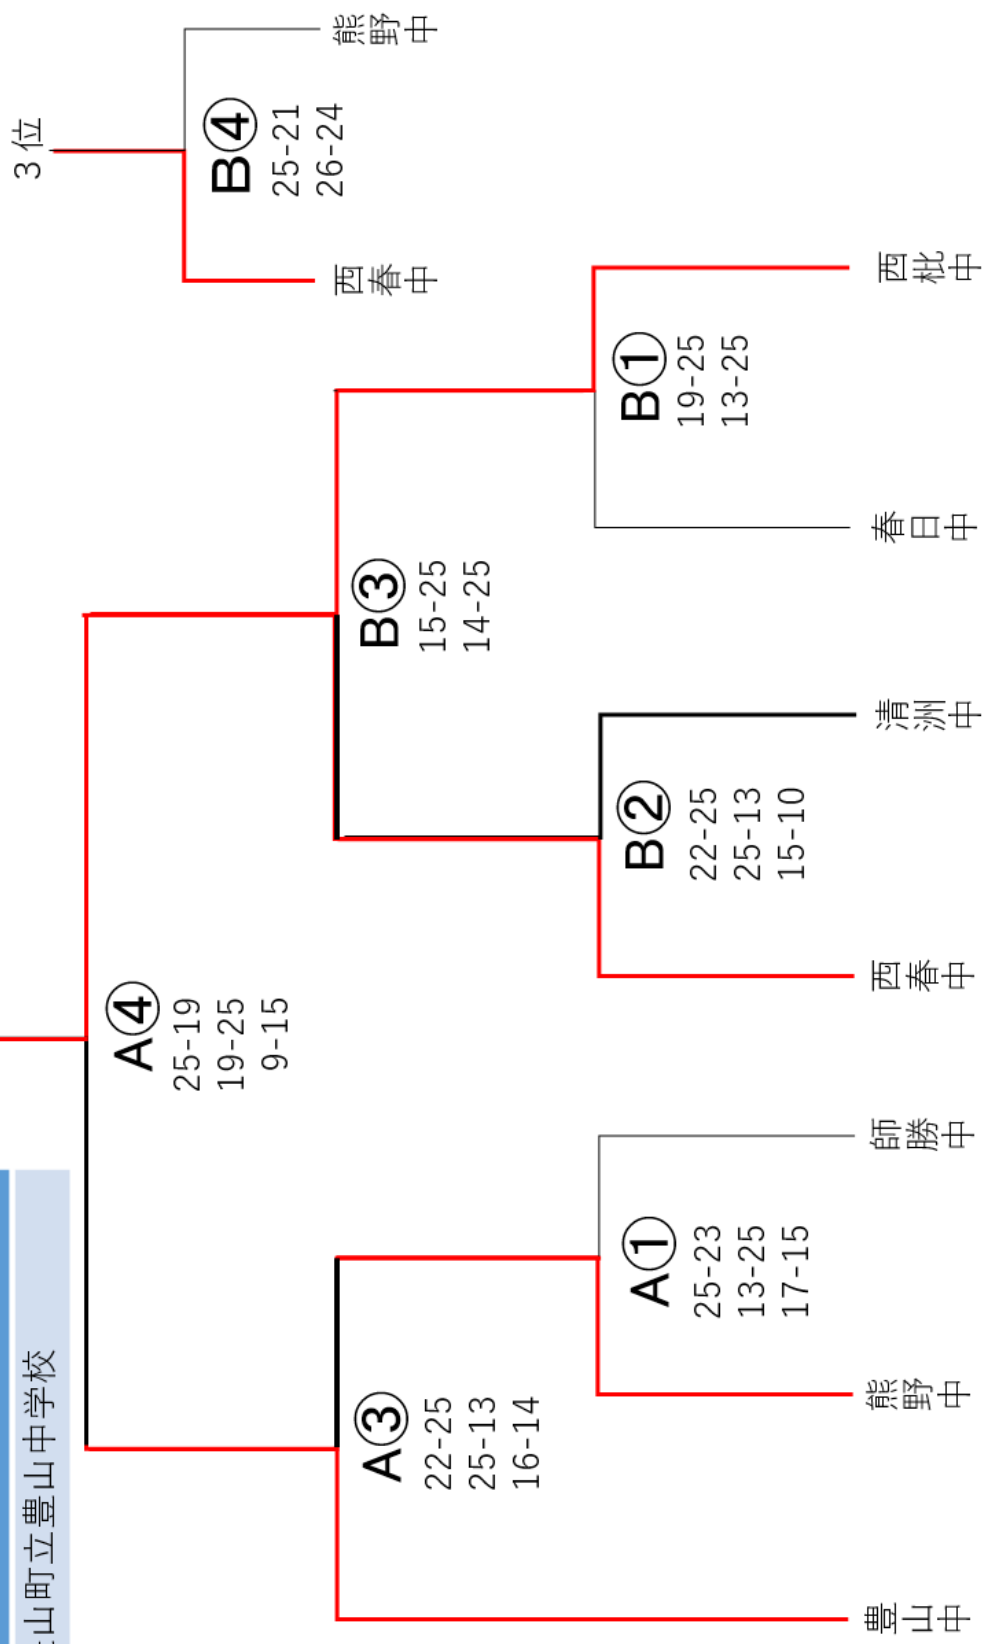 山町立豊山中学校
A④
25-19
19-25
9-15
A③
22-25
25-13
16-14
B③
15-25
14-25
A①
25-23
13-25
17-15
B②
22-25
25-13
15-10
B①
19-25
13-25
豊山中
熊野中
師勝中
西春中
清洲中
春日中
西枇中
3位
B④
25-21
26-24
西春中
熊野中